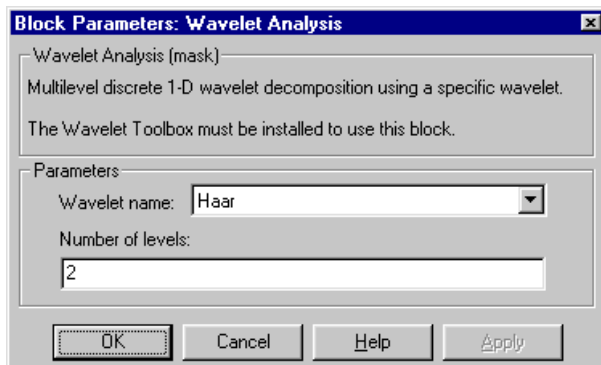 Block Parameters: Wavelet Analysis
Wavelet Analysis (mask)
Multilevel discrete 1-D wavelet decomposition using a specific wavelet.
The Wavelet Toolbox must be installed to use this block.
Parameters
Wavelet name: Haar
Number of levels:
2
OK Cancel Help Apply